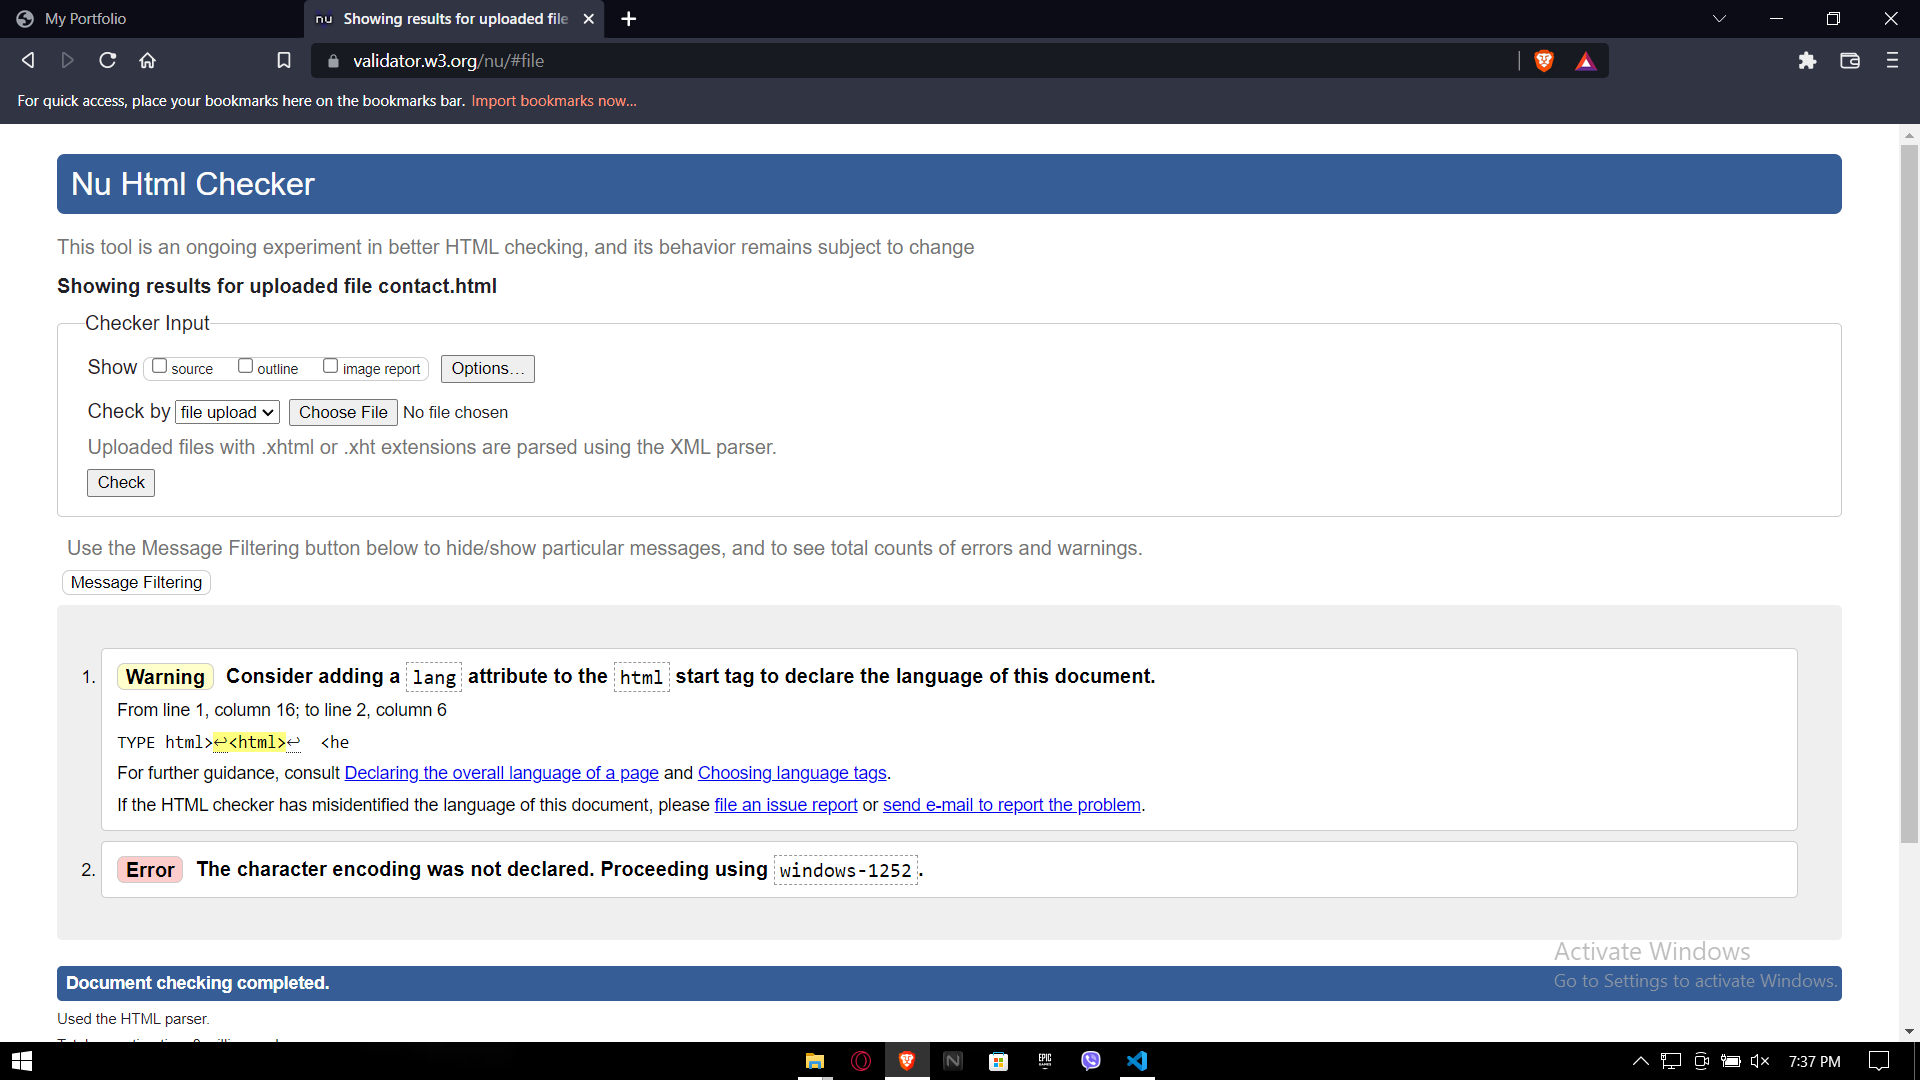 My Portfolio
nu Showing results for uploaded file
validator.w3.org/nu/#file
For quick access, place your bookmarks here on the bookmarks bar. Import bookmarks now...
Nu Html Checker
This tool is an ongoing experiment in better HTML checking, and its behavior remains subject to change
Showing results for uploaded file contact.html
Checker Input
Show source outline image report Options...
Check by file upload Choose File No file chosen
Uploaded files with .xhtml or .xht extensions are parsed using the XML parser.
Check
Use the Message Filtering button below to hide/show particular messages, and to see total counts of errors and warnings.
Message Filtering
1. Warning Consider adding a lang attribute to the html start tag to declare the language of this document.
From line 1, column 16; to line 2, column 6
TYPE html>↩<html>↩ <he
For further guidance, consult Declaring the overall language of a page and Choosing language tags.
If the HTML checker has misidentified the language of this document, please file an issue report or send e-mail to report the problem.
2. Error The character encoding was not declared. Proceeding using windows-1252.
Activate Windows
Go to Settings to activate Windows.
Document checking completed.
Used the HTML parser.
EPIC GAMES
7:37 PM